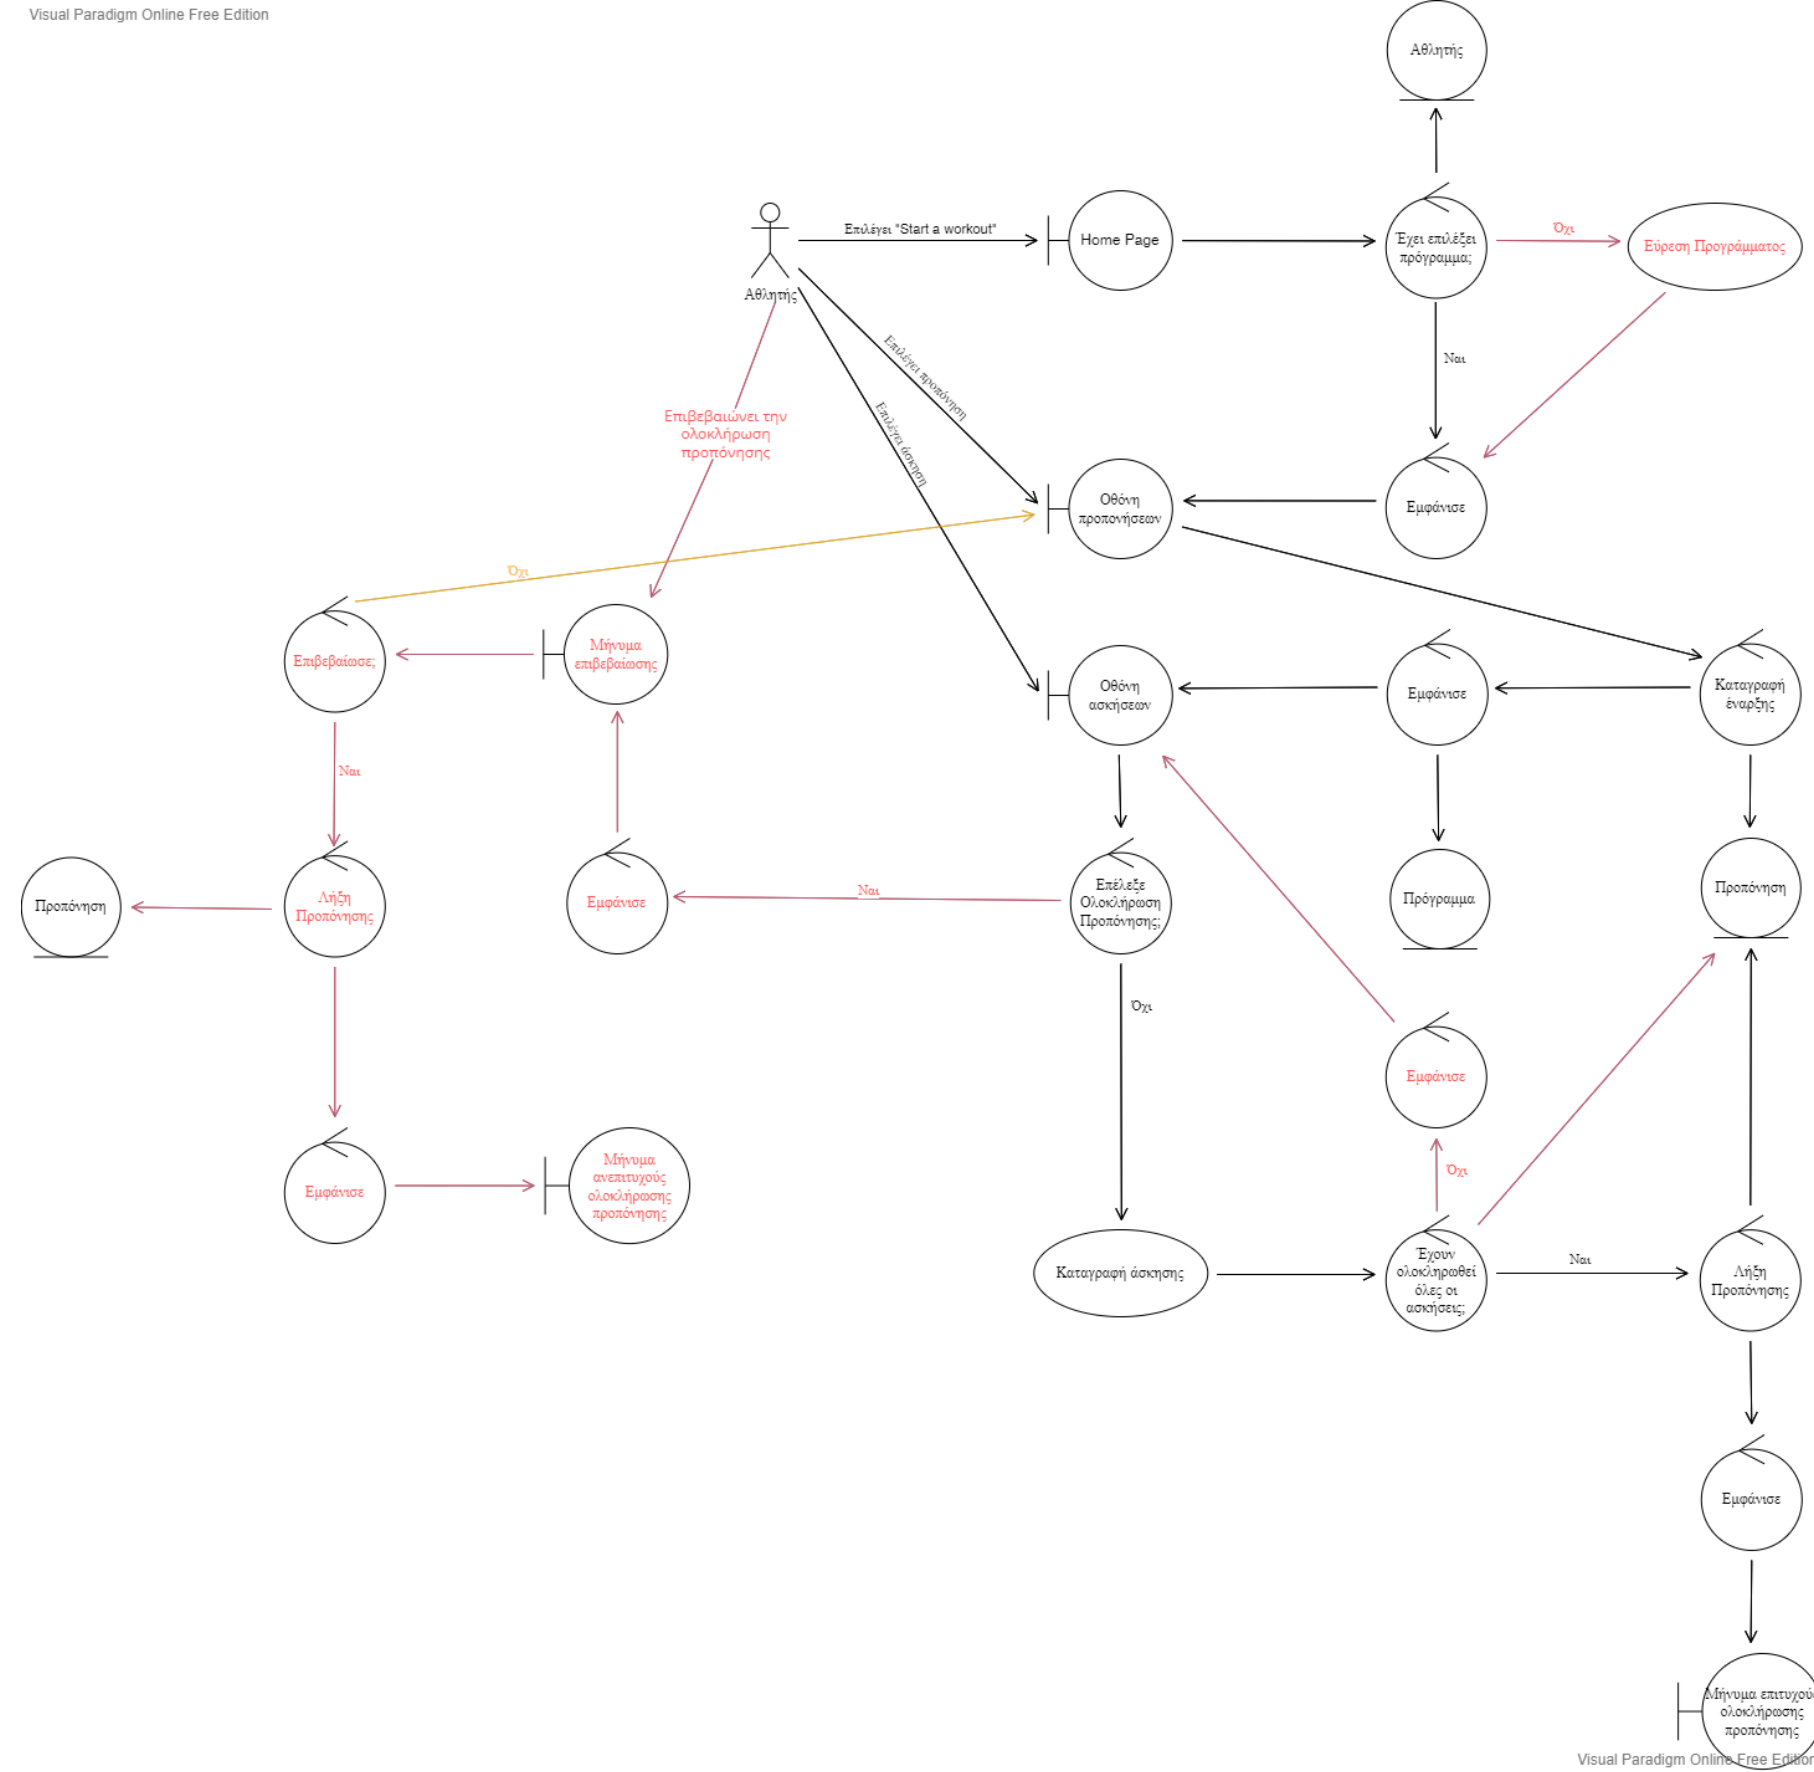 Visual Paradigm Online Free Edition
Αθλητής
Επιλέγει "Start a workout"
Home Page
Έχει επιλέξει
πρόγραμμα;
Όχι
Εύρεση Προγράμματος
Αθλητής
Επιλέγει προπόνηση
Ναι
Επιβεβαιώνει την
ολοκλήρωση
προπόνησης
Επιλέγει άσκηση
Οθόνη
προπονήσεων
Εμφάνισε
Όχι
Επιβεβαίωσε;
Μήνυμα
επιβεβαίωσης
Οθόνη
ασκήσεων
Εμφάνισε
Καταγραφή
έναρξης
Ναι
Προπόνηση
Λήξη
Προπόνησης
Εμφάνισε
Ναι
Επέλεξε
Ολοκλήρωση
Προπόνησης;
Πρόγραμμα
Προπόνηση
Όχι
Εμφάνισε
Όχι
Εμφάνισε
Μήνυμα
ανεπιτυχούς
ολοκλήρωσης
προπόνησης
Καταγραφή άσκησης
Έχουν
ολοκληρωθεί
όλες οι
ασκήσεις;
Ναι
Λήξη
Προπόνησης
Εμφάνισε
Μήνυμα επιτυχούς
ολοκλήρωσης
προπόνησης
Visual Paradigm Online Free Edition